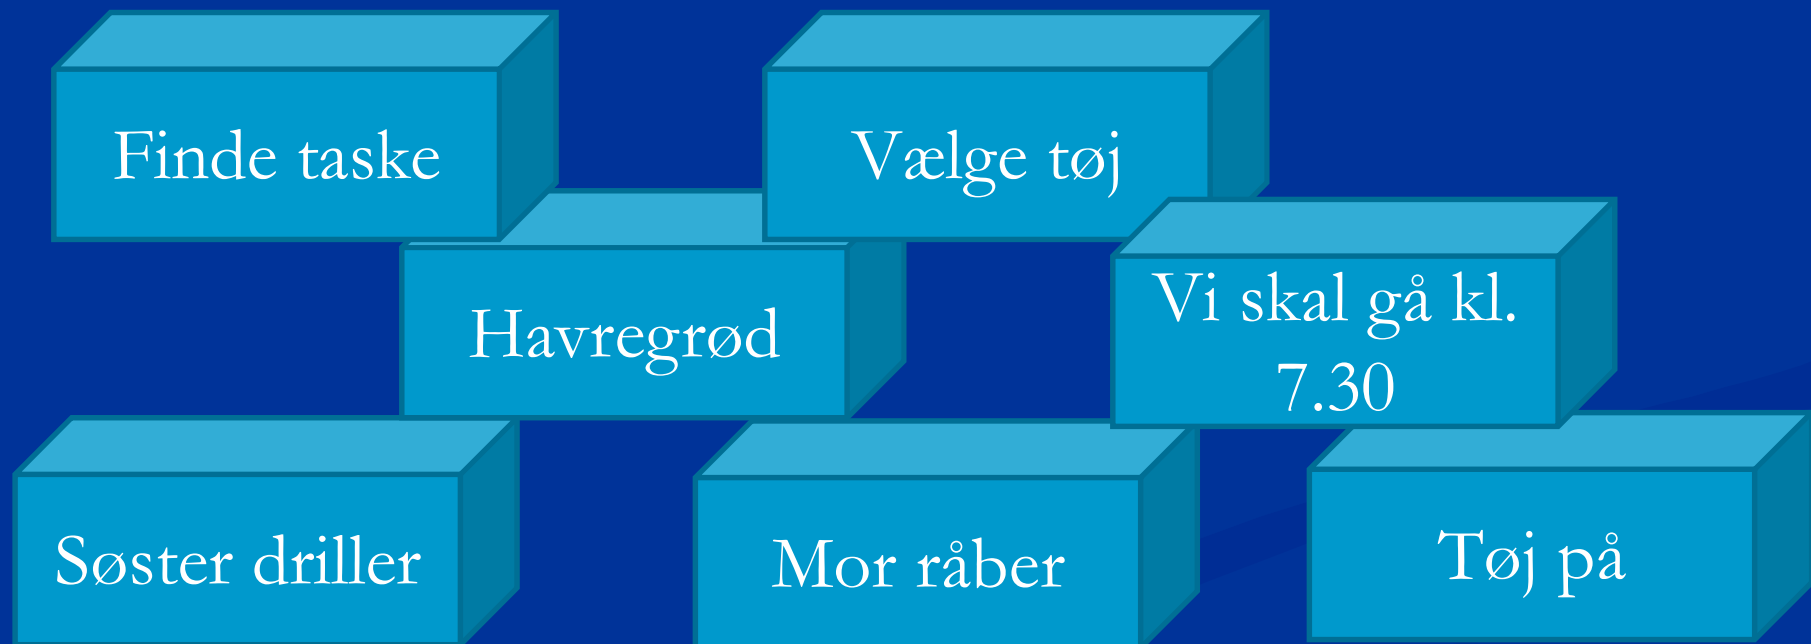 Finde taske
Vælge tøj
Havregrød
Vi skal gå kl.
7.30
Søster driller
Mor råber
Tøj på